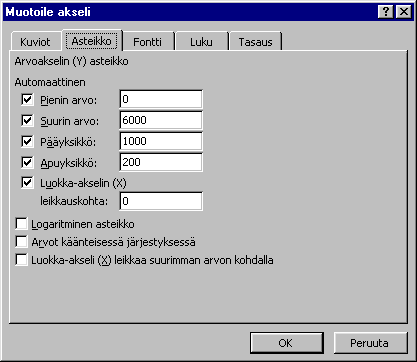 Muotoile akseli
Kuviot Asteikko Fontti Luku Tasaus
Arvoakselin (Y) asteikko
Automaattinen
Pienin arvo: 0
Suurin arvo: 6000
Pääyksikkö: 1000
Apuyksikkö: 200
Luokka-akselin (X)
leikkauskohta: 0
Logaritminen asteikko
Arvot käänteisessä järjestyksessä
Luokka-akseli (X) leikkaa suurimman arvon kohdalla
OK Peruuta